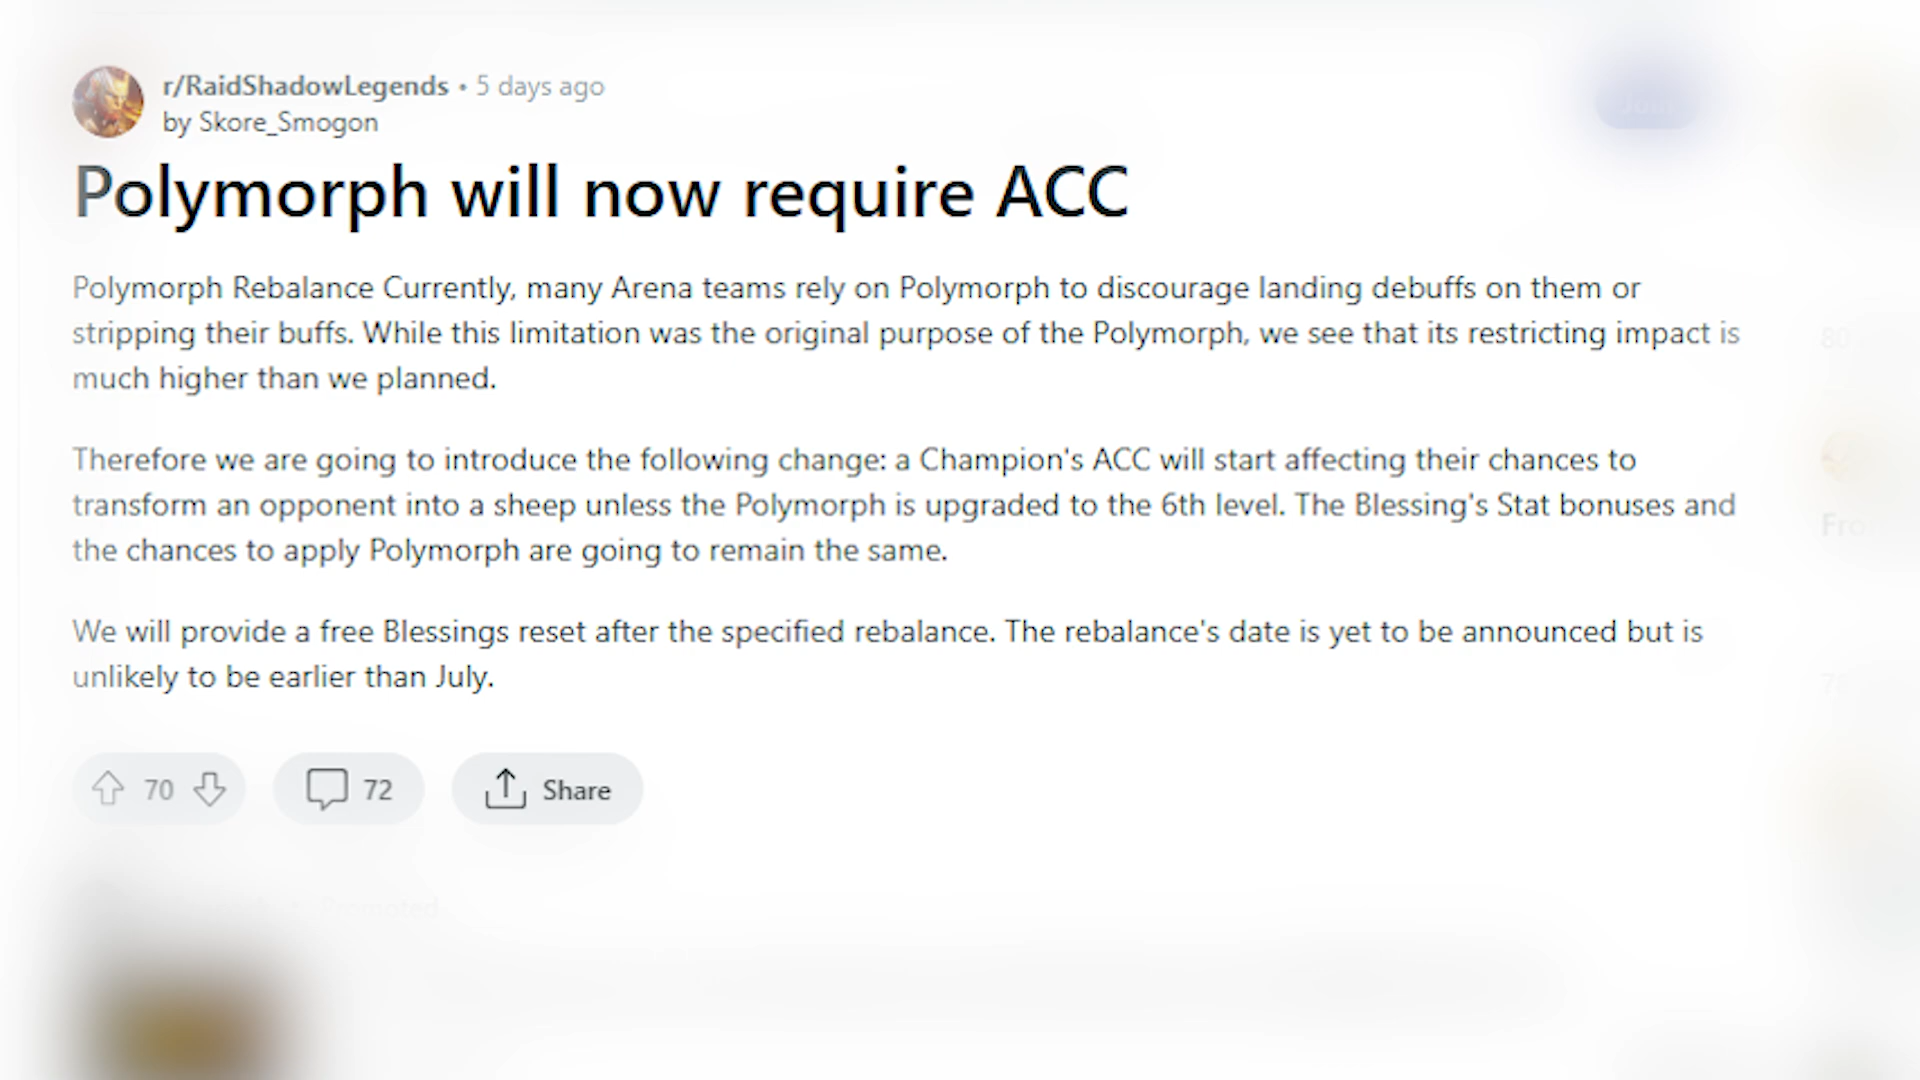 r/RaidShadowLegends • 5 days ago
by Skore_Smogon
Polymorph will now require ACC
Polymorph Rebalance Currently, many Arena teams rely on Polymorph to discourage landing debuffs on them or
stripping their buffs. While this limitation was the original purpose of the Polymorph, we see that its restricting impact is
much higher than we planned.
Therefore we are going to introduce the following change: a Champion's ACC will start affecting their chances to
transform an opponent into a sheep unless the Polymorph is upgraded to the 6th level. The Blessing's Stat bonuses and
the chances to apply Polymorph are going to remain the same.
We will provide a free Blessings reset after the specified rebalance. The rebalance's date is yet to be announced but is
unlikely to be earlier than July.
70
72
Share
Promoted